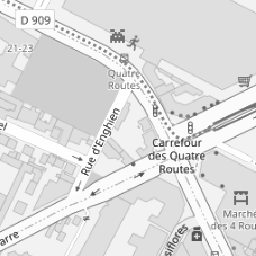 D 909
21-23
Quatre
Routes
Rue d'Enghien
Carrefour
des Quatre
Routes
Marché
des 4 Rou